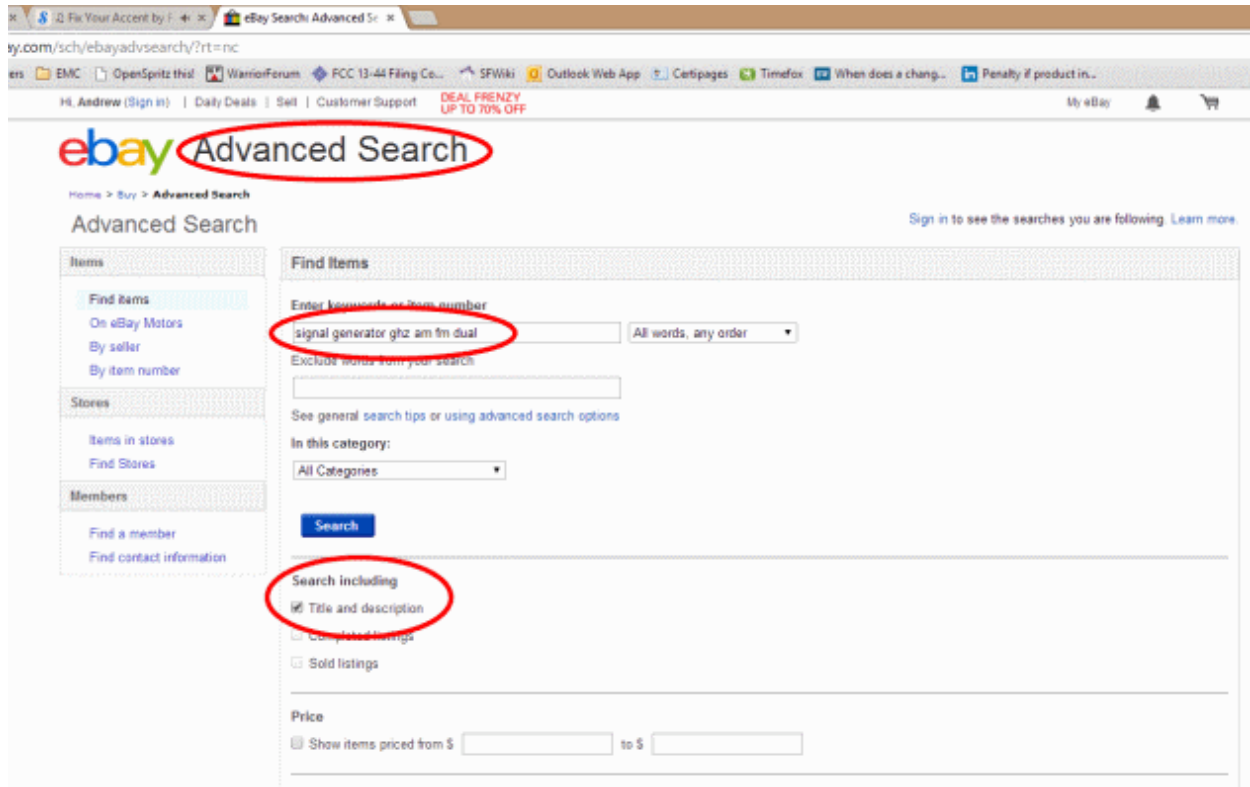 Fix Your Accent by F
eBay Search: Advanced Se
ay.com/sch/ebayadvsearch/?rt=nc
ers EMC OpenSpritz this! WarriorForum FCC 13-44 Filing Co... SFWiki Outlook Web App Certipages Timefox When does a chang... Penalty if product in...
Hi, Andrew (Sign in) | Daily Deals | Sell | Customer Support DEAL FRENZY
UP TO 70% OFF
My eBay
ebay Advanced Search
Home > Buy > Advanced Search
Advanced Search
Sign in to see the searches you are following. Learn more.
Items
Find items
On eBay Motors
By seller
By item number
Stores
Items in stores
Find Stores
Members
Find a member
Find contact information
Find Items
Enter keywords or item number
signal generator ghz am fm dual All words, any order
Exclude words from your search
See general search tips or using advanced search options
In this category:
All Categories
Search
Search including
Title and description
Completed listings
Sold listings
Price
Show items priced from $ to $